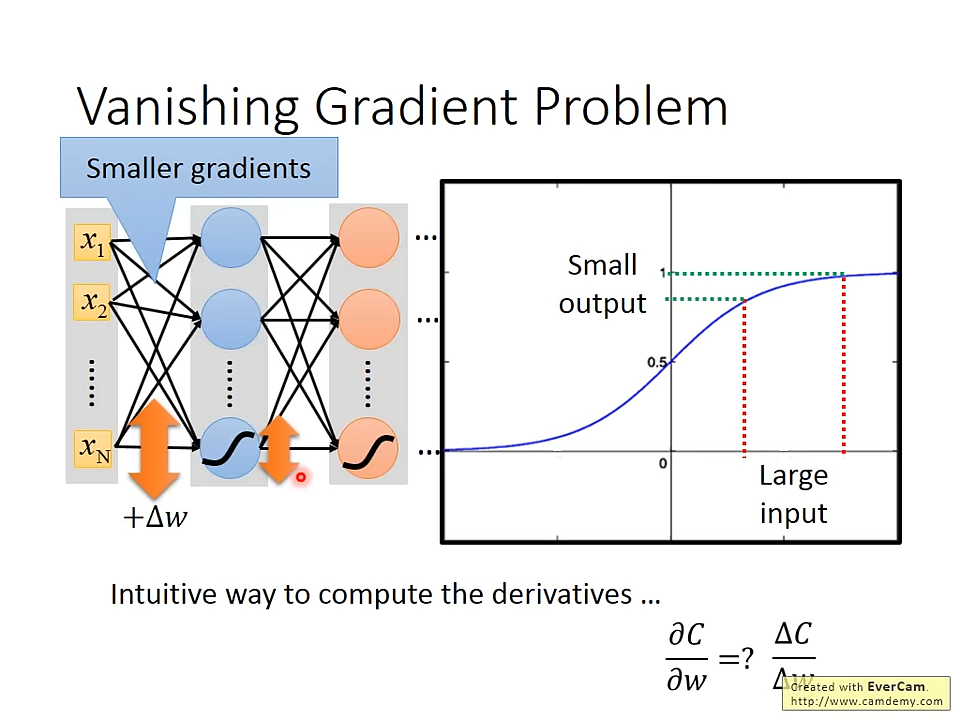 Vanishing Gradient Problem
Smaller gradients
x1
x2
xN
+Δw
...
...
...
Small
output
1
0.5
0
Large
input
Intuitive way to compute the derivatives …
∂C/∂w =? ΔC/Δw
Created with EverCam.
http://www.camdemy.com